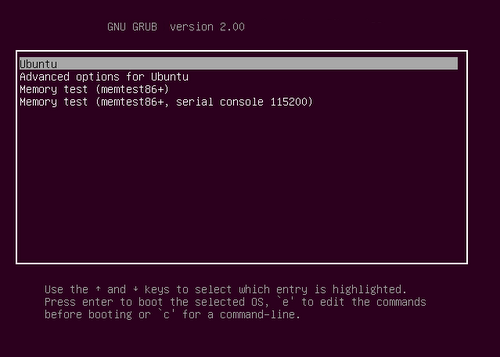 GNU GRUB  version 2.00
Ubuntu
Advanced options for Ubuntu
Memory test (memtest86+)
Memory test (memtest86+, serial console 115200)
Use the ↑ and ↓ keys to select which entry is highlighted.
Press enter to boot the selected OS, `e' to edit the commands
before booting or `c' for a command-line.